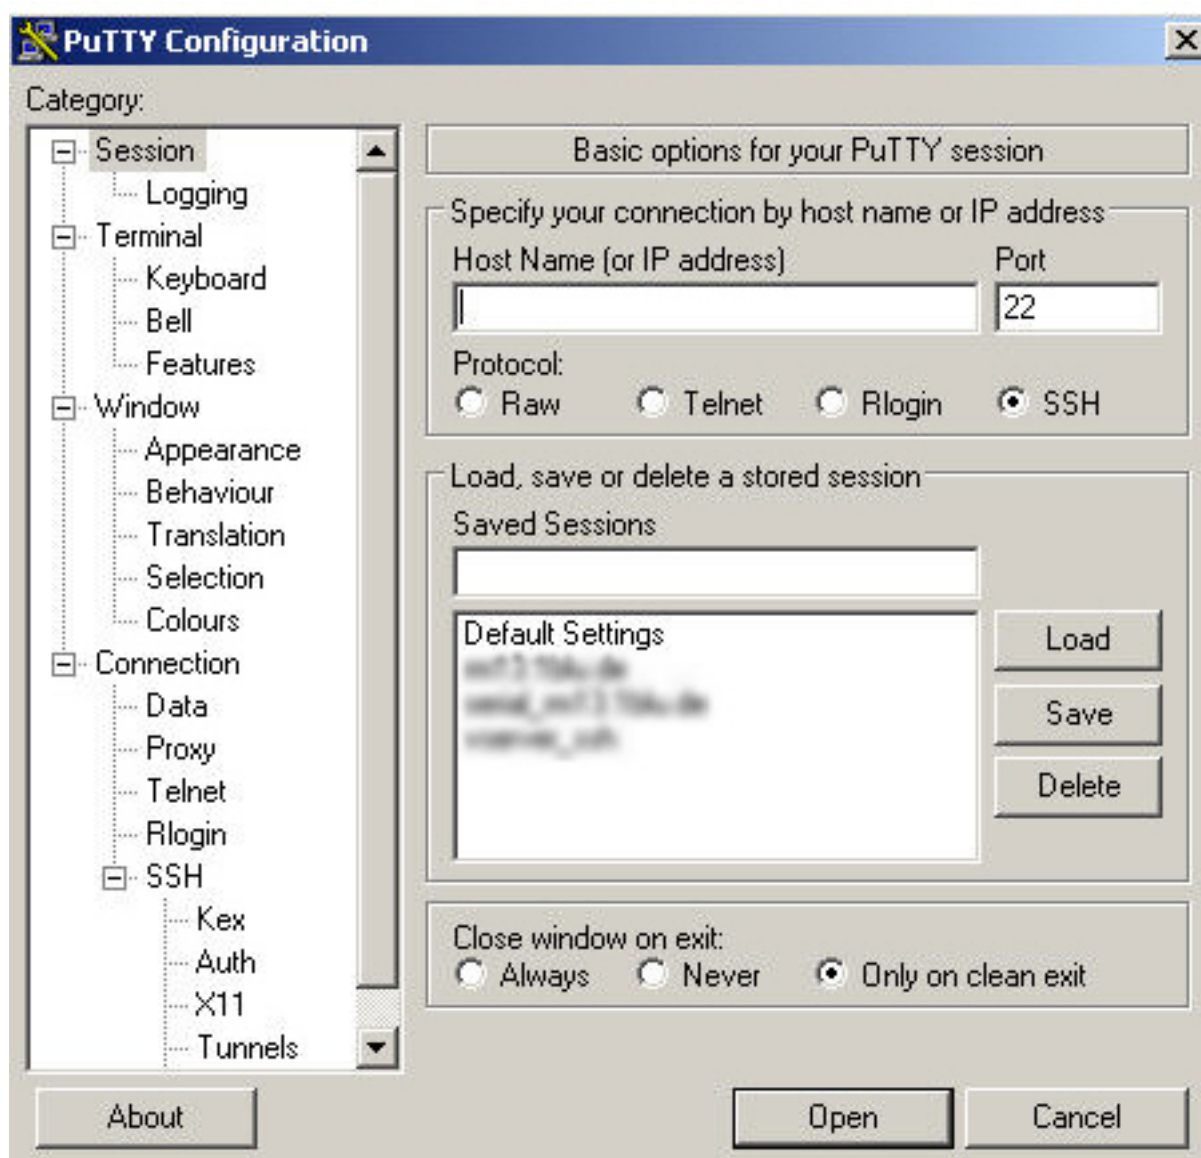 PuTTY Configuration
Category:
Session
Logging
Terminal
Keyboard
Bell
Features
Window
Appearance
Behaviour
Translation
Selection
Colours
Connection
Data
Proxy
Telnet
Rlogin
SSH
Kex
Auth
X11
Tunnels
Basic options for your PuTTY session
Specify your connection by host name or IP address
Host Name (or IP address) Port
22
Protocol:
Raw Telnet Rlogin SSH
Load, save or delete a stored session
Saved Sessions
Default Settings
Load
Save
Delete
Close window on exit:
Always Never Only on clean exit
About Open Cancel